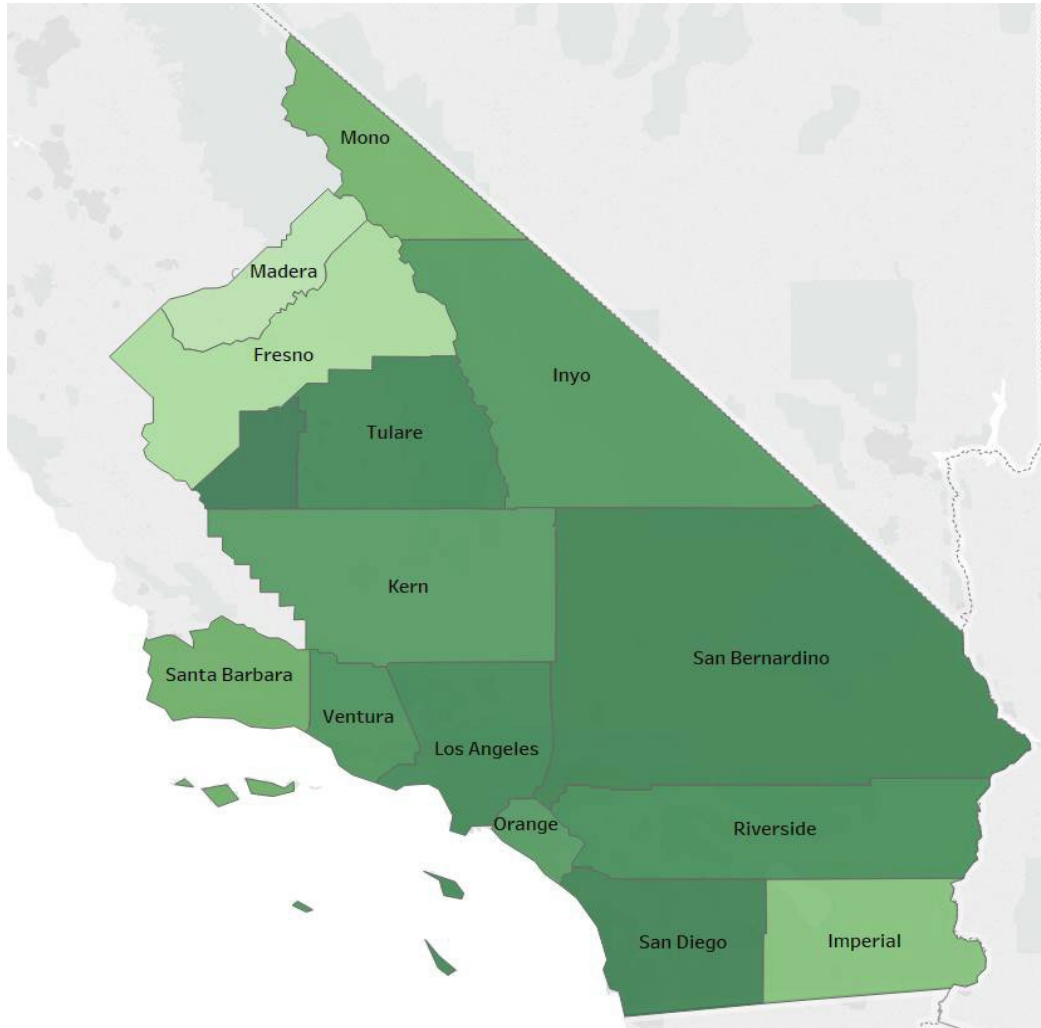 Mono
Madera
Fresno
Inyo
Tulare
Kern
San Bernardino
Santa Barbara
Ventura
Los Angeles
Orange
Riverside
San Diego
Imperial